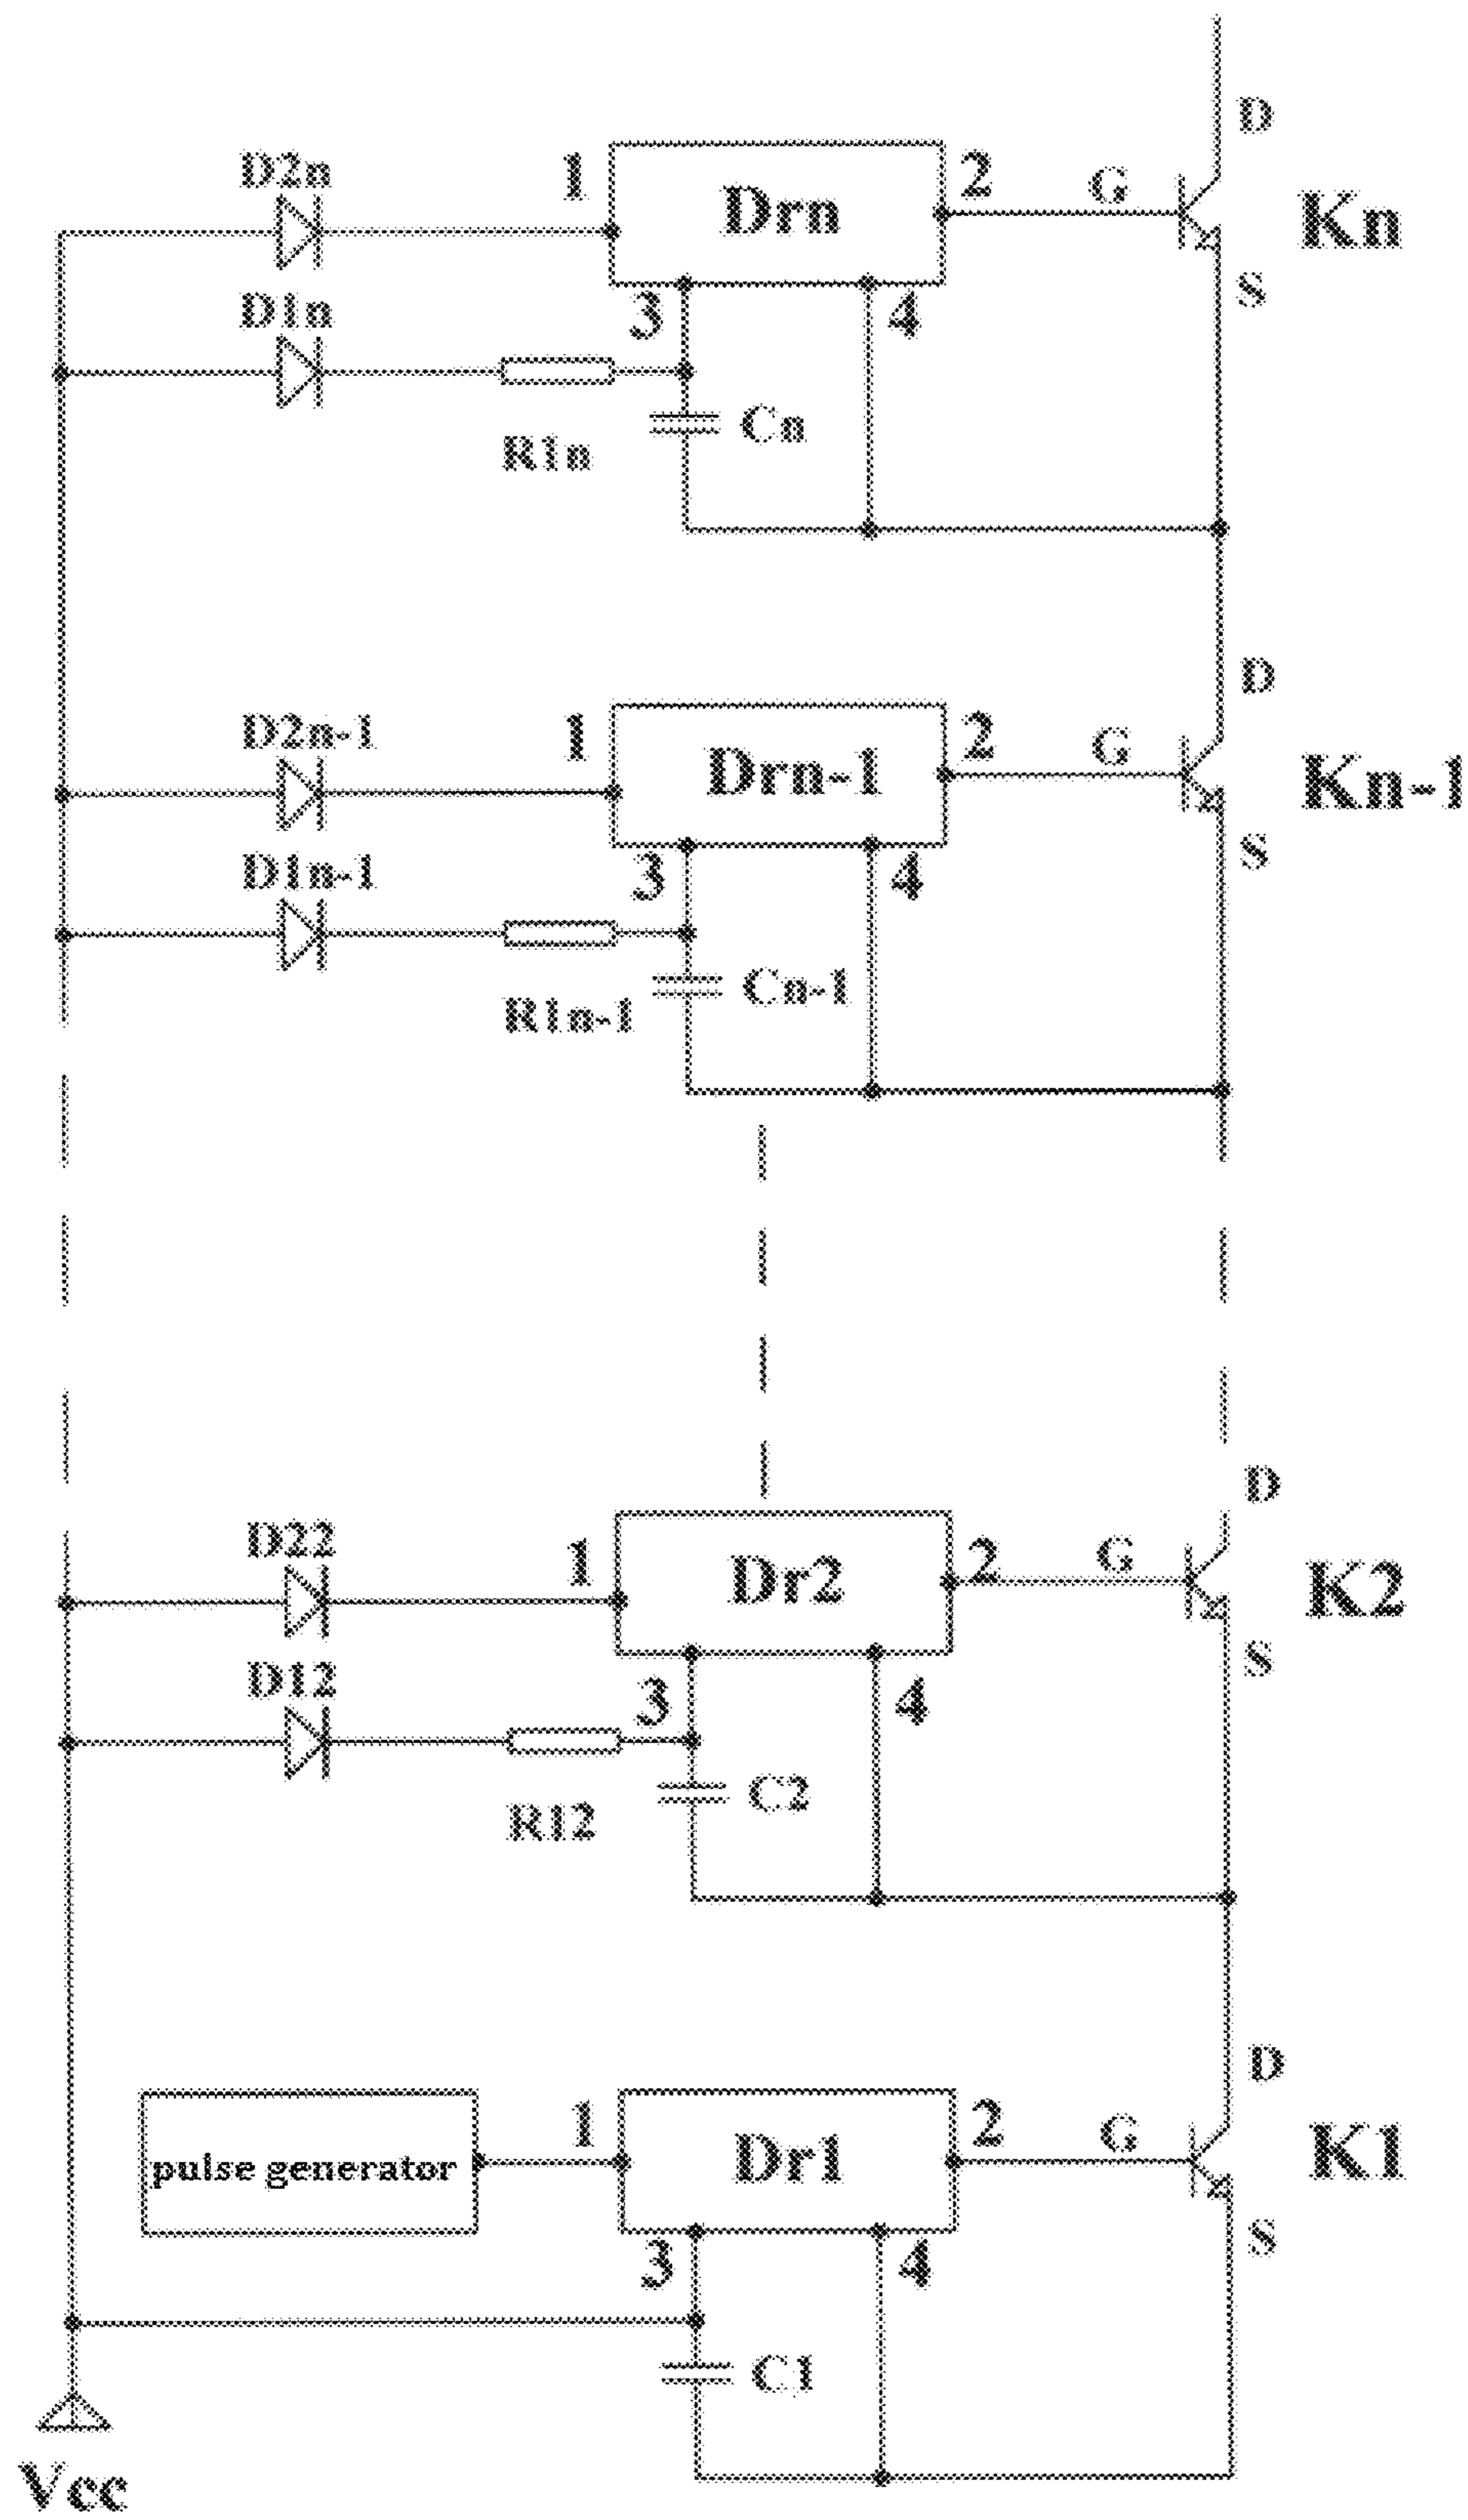 D
D2n
1
Drn
2
G
Kn
D1n
3
4
S
R1n
Cn
D
D2n-1
1
Drn-1
2
G
Kn-1
D1n-1
3
4
S
R1n-1
Cn-1
D
D22
1
Dr2
2
G
K2
D12
3
4
S
R12
C2
D
pulse generator
1
Dr1
2
G
K1
3
4
S
C1
Vcc